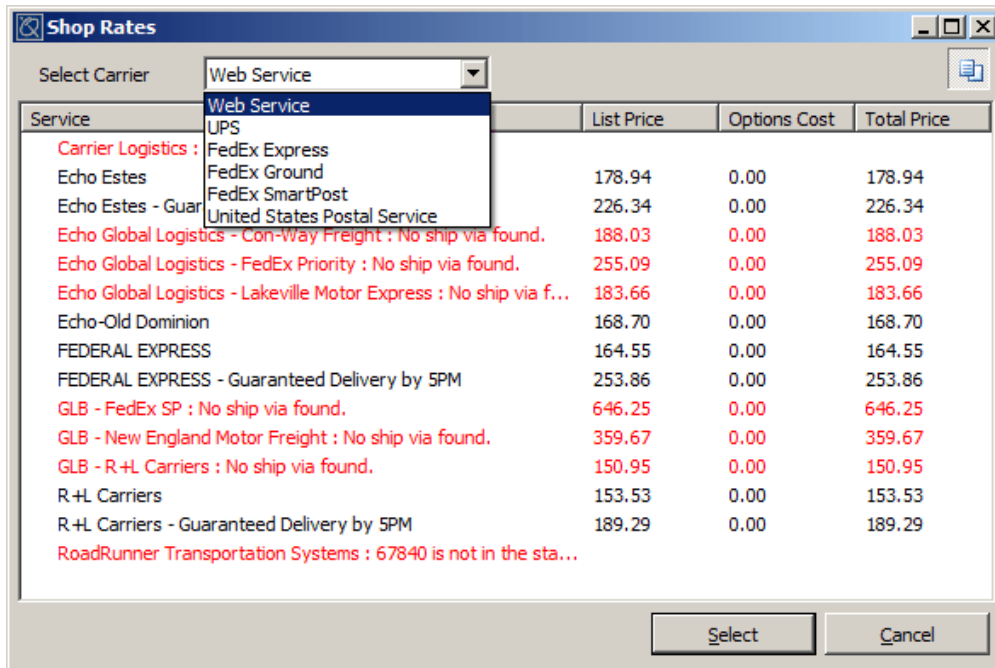 Shop Rates
Select Carrier Web Service
Web Service
UPS
FedEx Express
FedEx Ground
FedEx SmartPost
United States Postal Service
Service List Price Options Cost Total Price
Carrier Logistics :
Echo Estes 178.94 0.00 178.94
Echo Estes - Guar 226.34 0.00 226.34
Echo Global Logistics - Con-Way Freight : No ship via found. 188.03 0.00 188.03
Echo Global Logistics - FedEx Priority : No ship via found. 255.09 0.00 255.09
Echo Global Logistics - Lakeville Motor Express : No ship via f... 183.66 0.00 183.66
Echo-Old Dominion 168.70 0.00 168.70
FEDERAL EXPRESS 164.55 0.00 164.55
FEDERAL EXPRESS - Guaranteed Delivery by 5PM 253.86 0.00 253.86
GLB - FedEx SP : No ship via found. 646.25 0.00 646.25
GLB - New England Motor Freight : No ship via found. 359.67 0.00 359.67
GLB - R+L Carriers : No ship via found. 150.95 0.00 150.95
R+L Carriers 153.53 0.00 153.53
R+L Carriers - Guaranteed Delivery by 5PM 189.29 0.00 189.29
RoadRunner Transportation Systems : 67840 is not in the sta...
Select Cancel